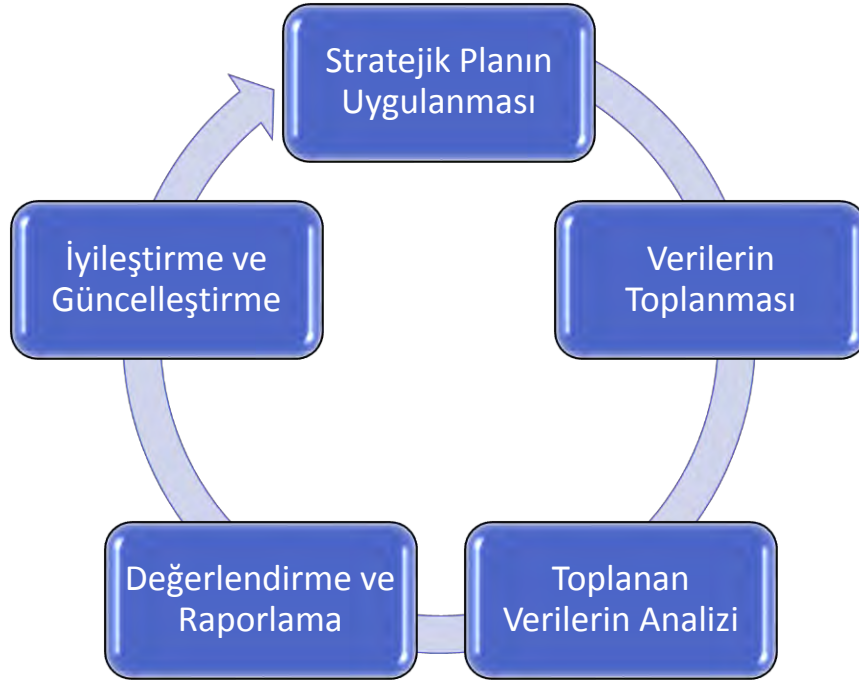 Stratejik Planın
Uygulanması
Verilerin
Toplanması
Toplanan
Verilerin Analizi
Değerlendirme ve
Raporlama
İyileştirme ve
Güncelleştirme